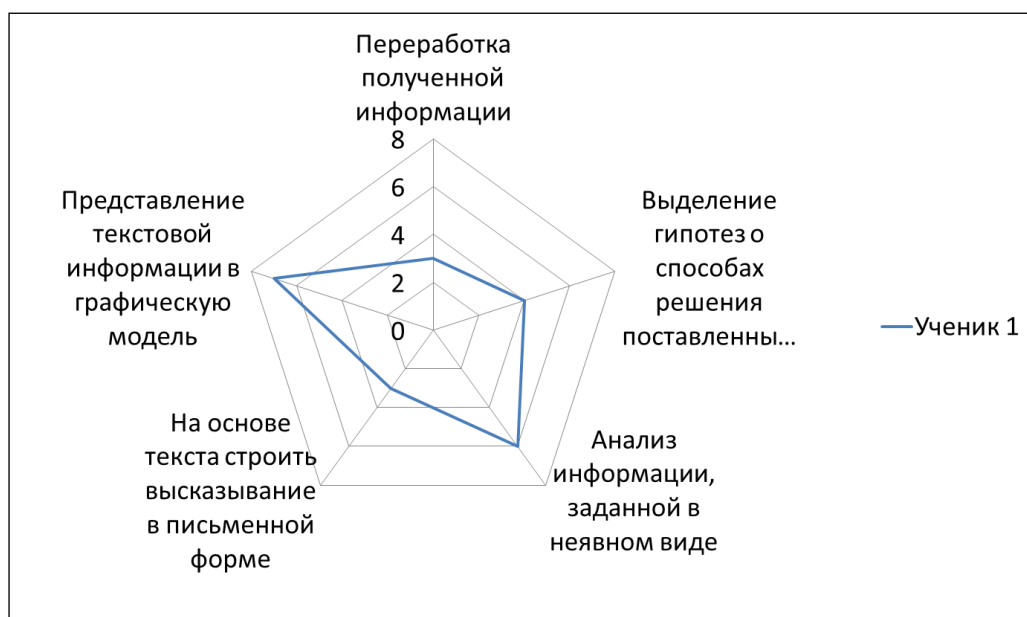 Переработка
полученной
информации
8
6
4
2
0
Выделение
гипотез о
способах
решения
поставленны...
Анализ
информации,
заданной в
неявном виде
На основе
текста строить
высказывание
в письменной
форме
Представление
текстовой
информации в
графическую
модель
Ученик 1